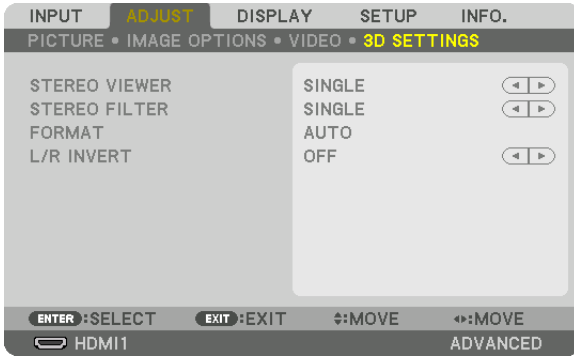 INPUT ADJUST DISPLAY SETUP INFO.
PICTURE • IMAGE OPTIONS • VIDEO • 3D SETTINGS
STEREO VIEWER SINGLE
STEREO FILTER SINGLE
FORMAT AUTO
L/R INVERT OFF
ENTER :SELECT EXIT :EXIT :MOVE :MOVE
HDMI1 ADVANCED